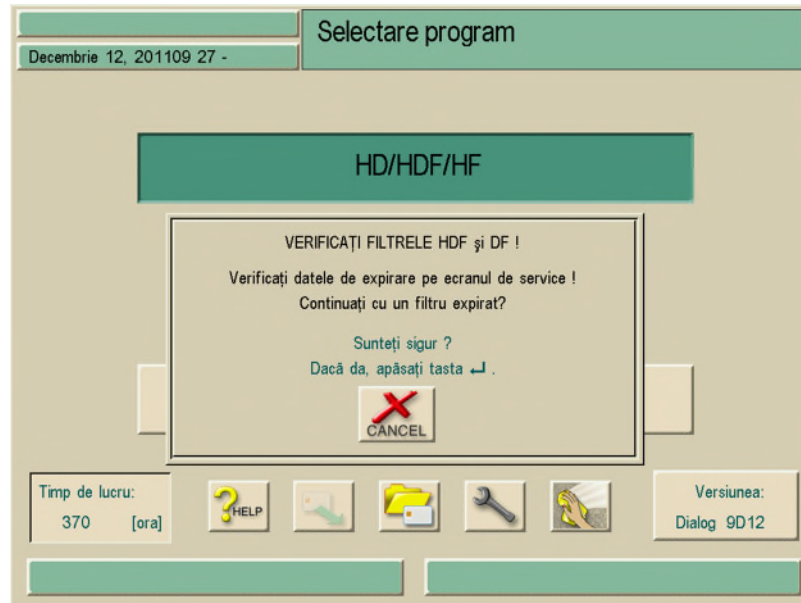 Selectare program
Decembrie 12, 201109 27 -
HD/HDF/HF
VERIFICAȚI FILTRELE HDF și DF !
Verificați datele de expirare pe ecranul de service !
Continuați cu un filtru expirat?
Sunteți sigur ?
Dacă da, apăsați tasta ↵ .
CANCEL
Timp de lucru:
370 [ora]
HELP
Versiunea:
Dialog 9D12